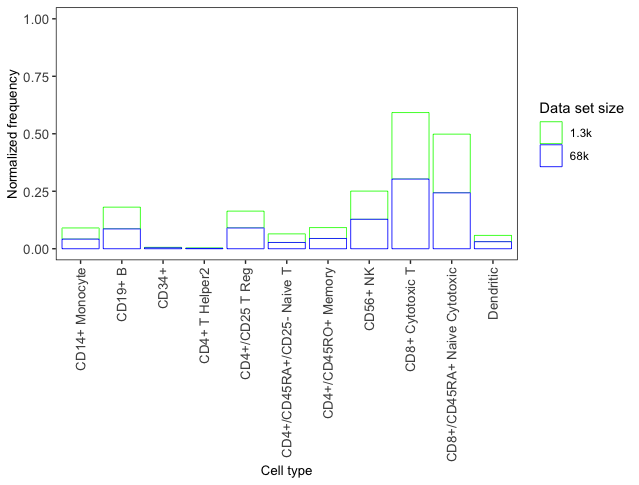 1.00
0.75
0.50
0.25
0.00
Normalized frequency
CD14+ Monocyte
CD19+ B
CD34+
CD4+ T Helper2
CD4+/CD25 T Reg
CD4+/CD45RA+/CD25- Naive T
CD4+/CD45RO+ Memory
CD56+ NK
CD8+ Cytotoxic T
CD8+/CD45RA+ Naive Cytotoxic
Dendritic
Cell type
Data set size
1.3k
68k